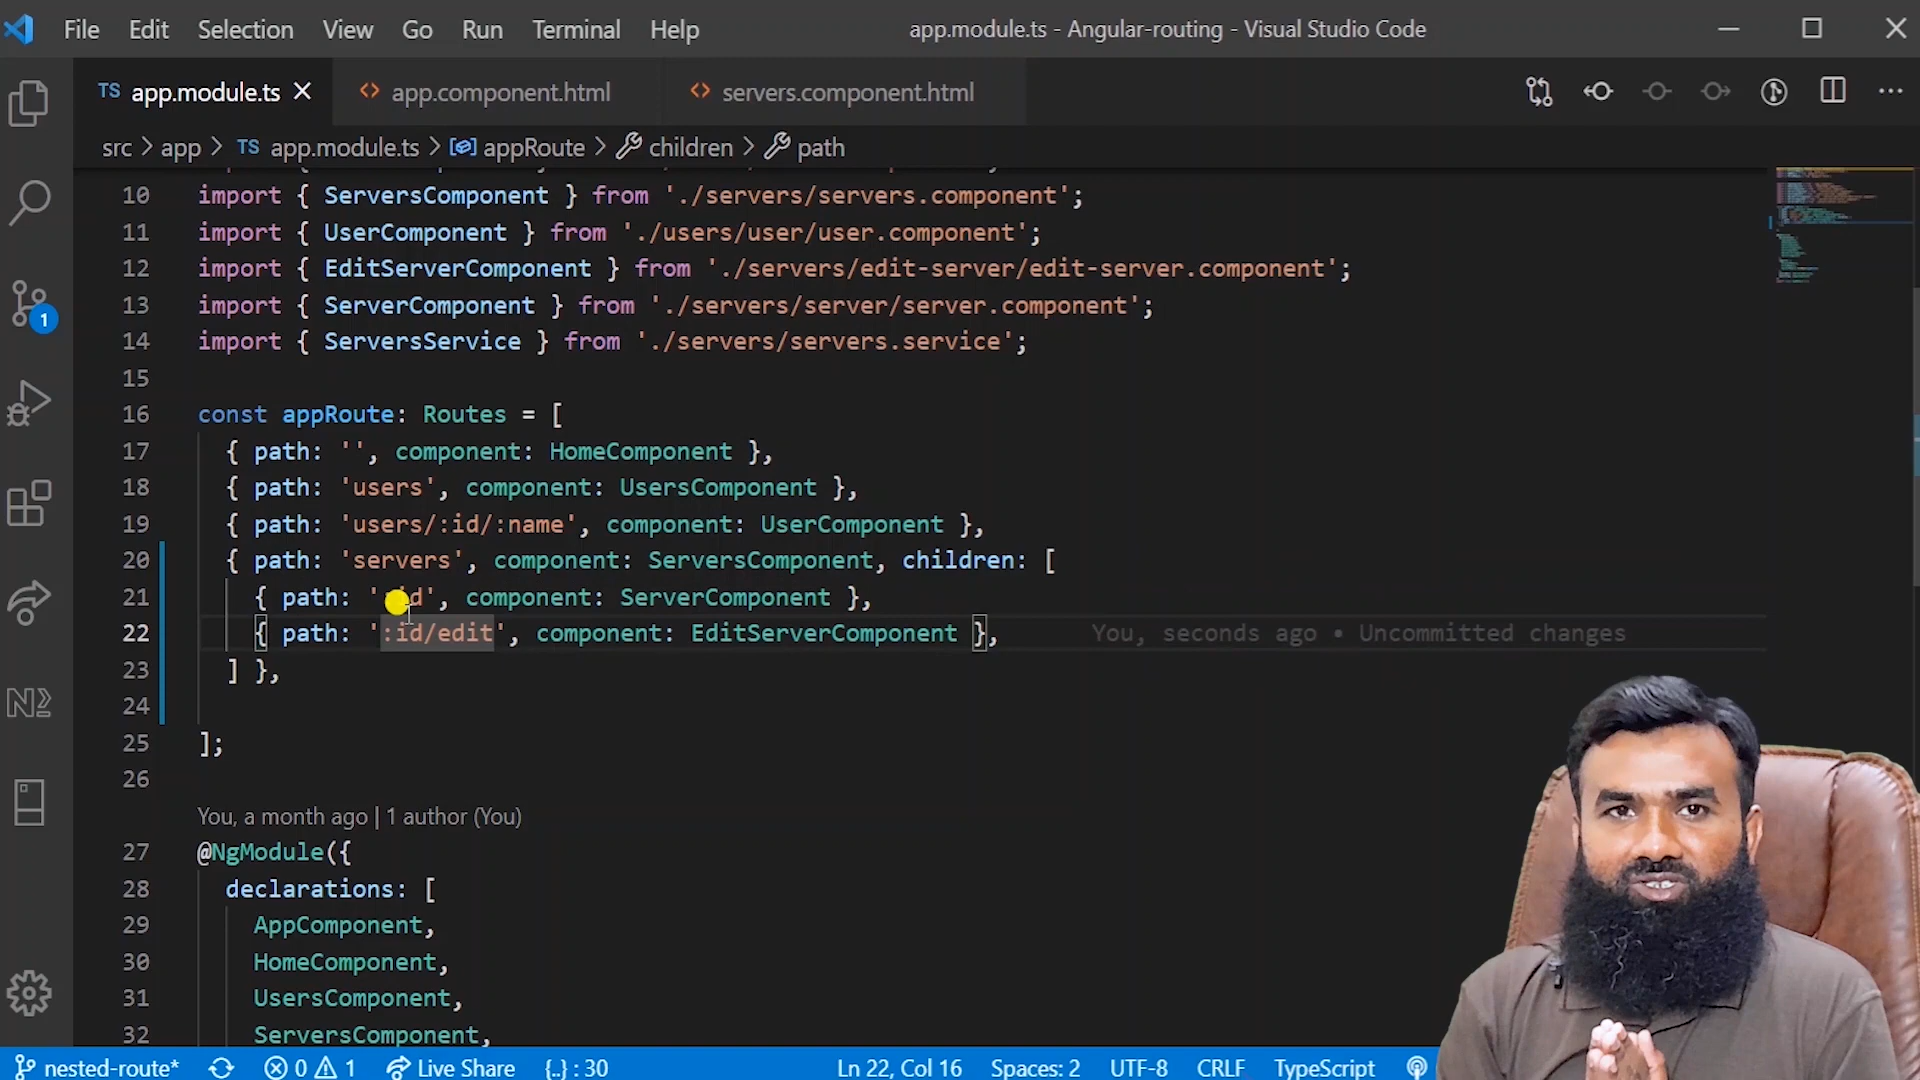 File Edit Selection View Go Run Terminal Help app.module.ts - Angular-routing - Visual Studio Code
TS app.module.ts app.component.html servers.component.html
src > app > TS app.module.ts > appRoute > children > path
10 import { ServersComponent } from './servers/servers.component';
11 import { UserComponent } from './users/user/user.component';
12 import { EditServerComponent } from './servers/edit-server/edit-server.component';
13 import { ServerComponent } from './servers/server/server.component';
14 import { ServersService } from './servers/servers.service';
15
16 const appRoute: Routes = [
17 { path: '', component: HomeComponent },
18 { path: 'users', component: UsersComponent },
19 { path: 'users/:id/:name', component: UserComponent },
20 { path: 'servers', component: ServersComponent, children: [
21 { path: ':id', component: ServerComponent },
22 { path: ':id/edit', component: EditServerComponent }, You, seconds ago • Uncommitted changes
23 ] },
24
25 ];
26
You, a month ago | 1 author (You)
27 @NgModule({
28 declarations: [
29 AppComponent,
30 HomeComponent,
31 UsersComponent,
32 ServersComponent,
1
nested-route* 0 1 Live Share {..} : 30 Ln 22, Col 16 Spaces: 2 UTF-8 CRLF TypeScript